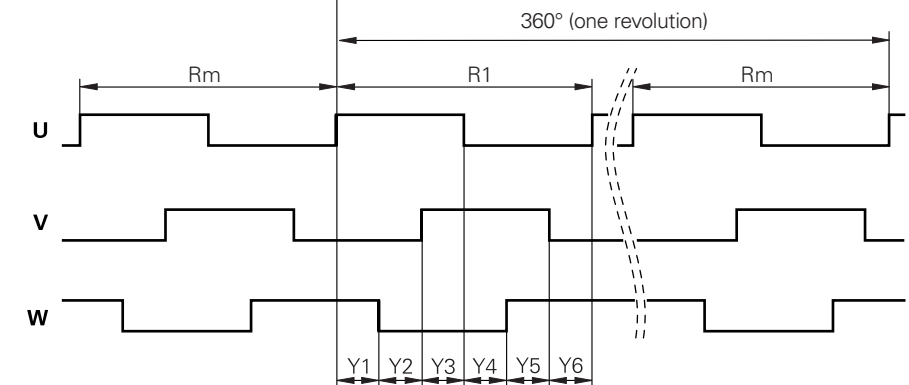 360° (one revolution)
Rm R1 Rm
U
V
W
Y1 Y2 Y3 Y4 Y5 Y6